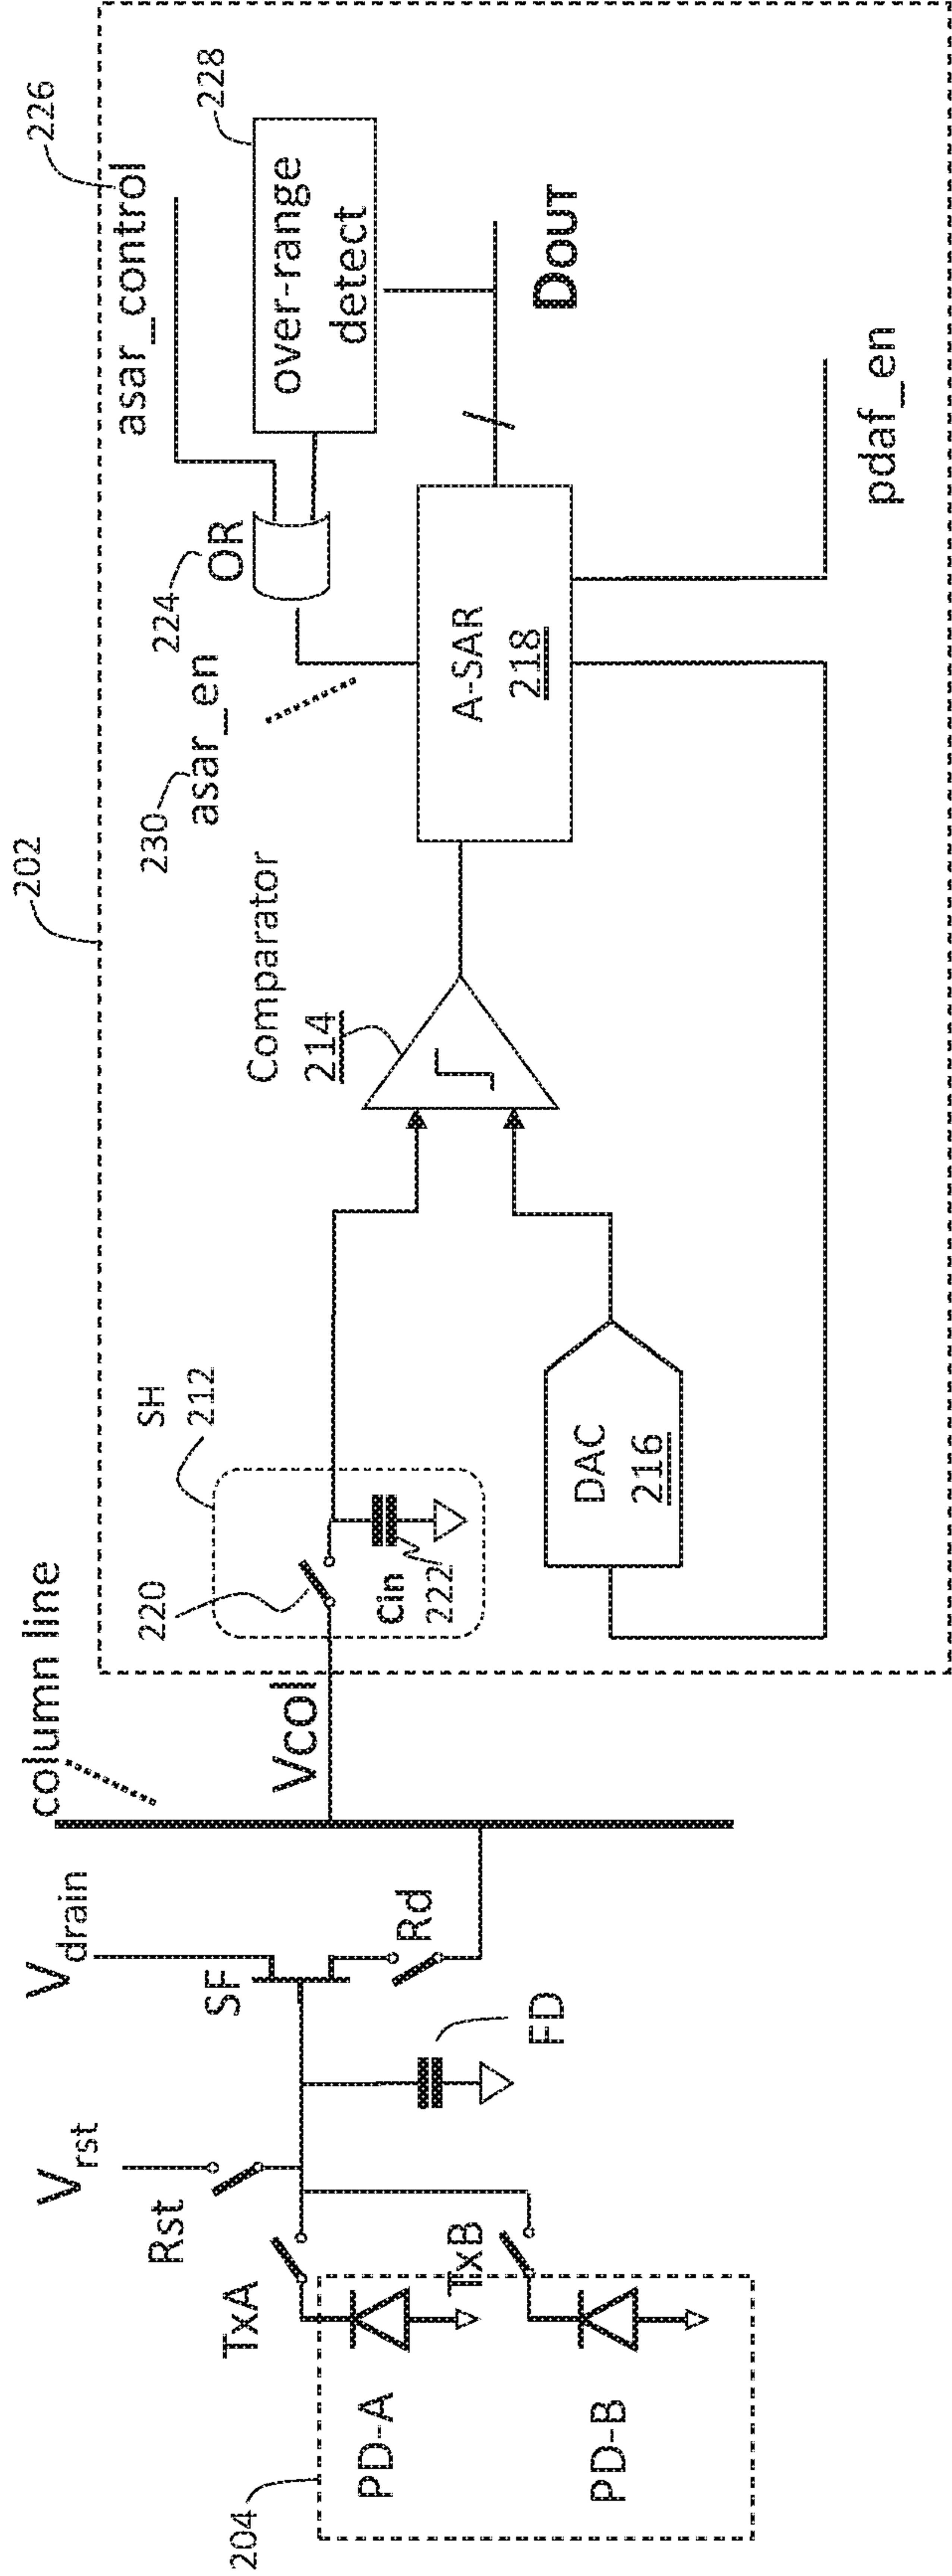 202
226
asar_control
228
over-range
detect
224
OR
230
asar_en
Comparator
214
A-SAR
218
DOUT
pdaf_en
column line
Vcol
220
SH
212
Cin
222
DAC
216
Vdrain
SF
Rd
FD
Vrst
Rst
TxA
TxB
204
PD-A
PD-B